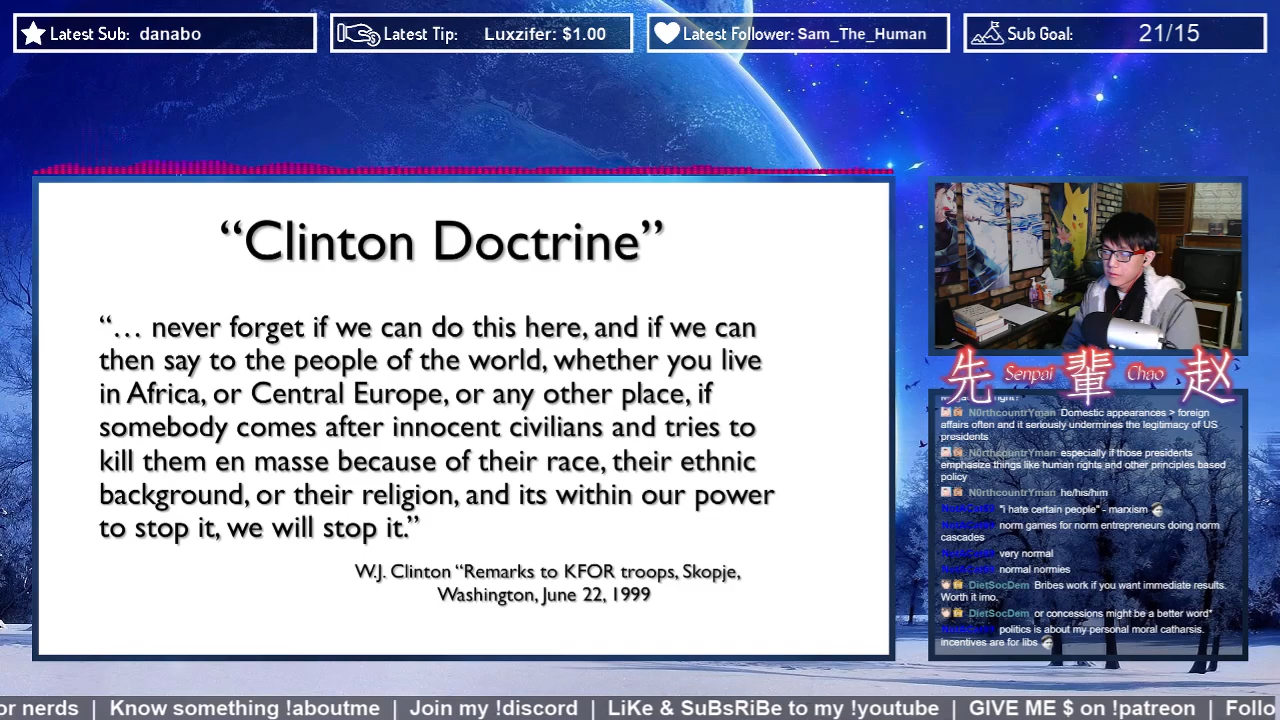 Latest Sub: danabo
Latest Tip: Luxzifer: $1.00
Latest Follower: Sam_The_Human
Sub Goal: 21/15
“Clinton Doctrine”
“… never forget if we can do this here, and if we can
then say to the people of the world, whether you live
in Africa, or Central Europe, or any other place, if
somebody comes after innocent civilians and tries to
kill them en masse because of their race, their ethnic
background, or their religion, and its within our power
to stop it, we will stop it.”
W.J. Clinton “Remarks to KFOR troops, Skopje,
Washington, June 22, 1999
先 Senpai 輩 Chao 赵
N0rthcountrYman Domestic appearances > foreign
affairs often and it seriously undermines the legitimacy of US
presidents
N0rthcountrYman especially if those presidents
emphasize things like human rights and other principles based
policy
N0rthcountrYman he/his/him
"i hate certain people" - marxism
norm games for norm entrepreneurs doing norm
cascades
very normal
normal normies
DietSocDem Bribes work if you want immediate results.
Worth it imo.
DietSocDem or concessions might be a better word*
politics is about my personal moral catharsis.
incentives are for libs
or nerds | Know something !aboutme | Join my !discord | LiKe & SuBsRiBe to my !youtube | GIVE ME $ on !patreon | Follo